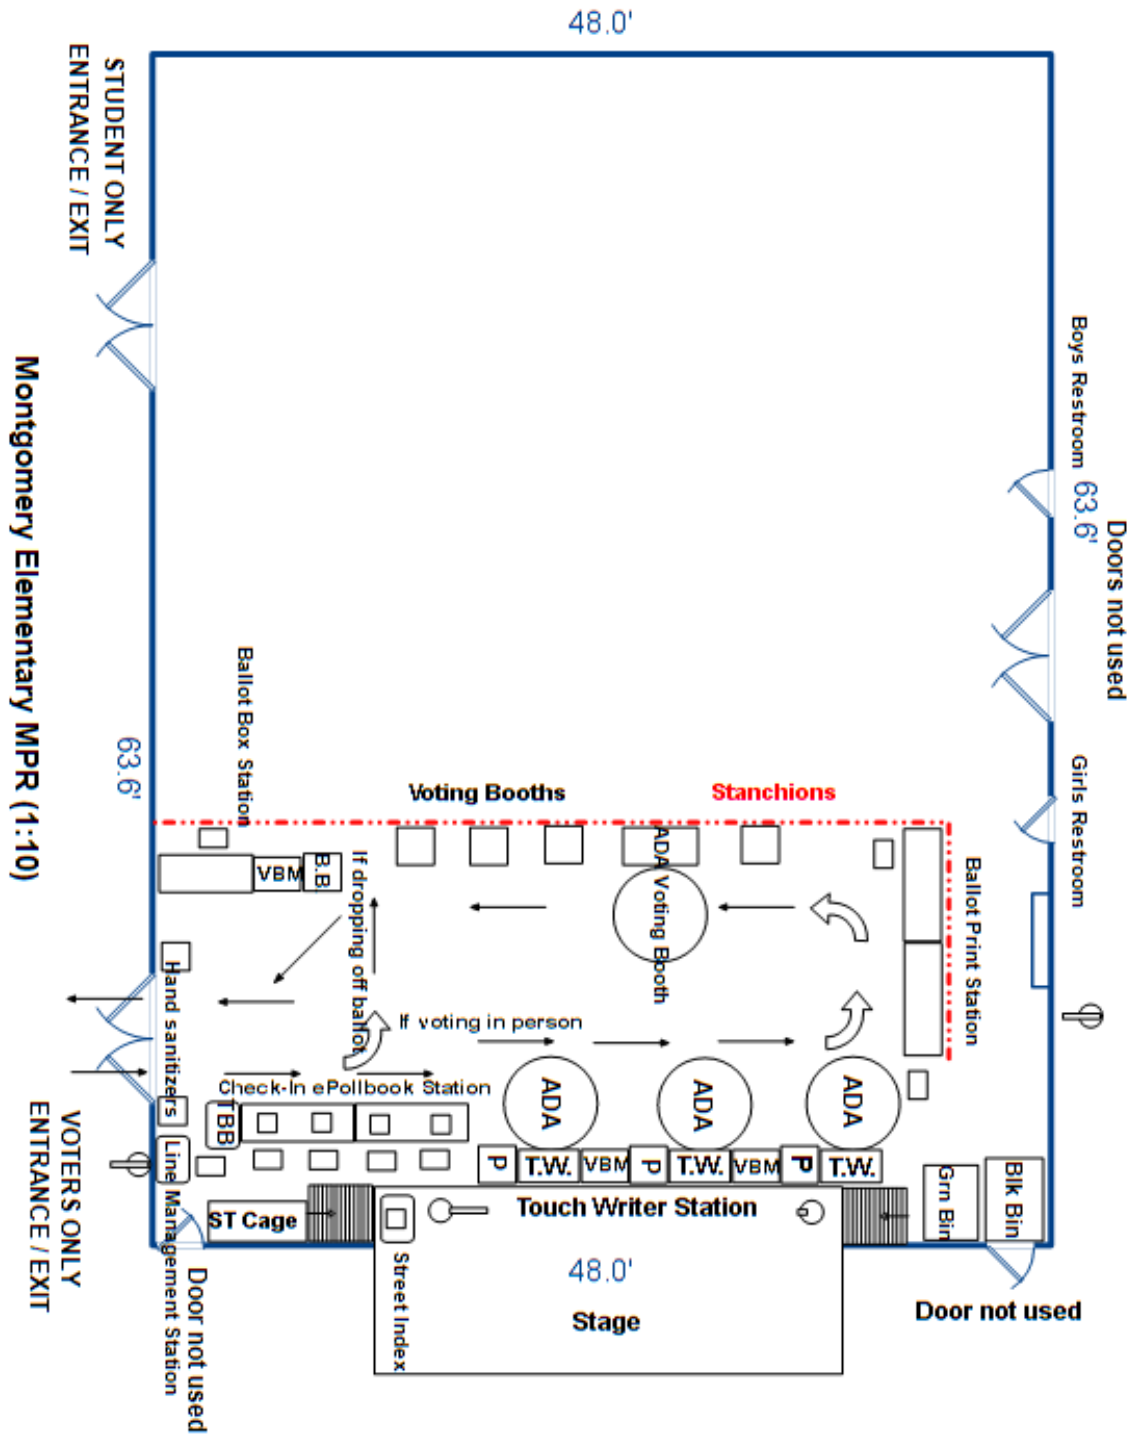 48.0'
STUDENT ONLY
ENTRANCE / EXIT
Boys Restroom
63.6'
Doors not used
Montgomery Elementary MPR (1:10)
Ballot Box Station
63.6'
Voting Booths
Stanchions
Girls Restroom
VBM
B.B.
If dropping off ballot
ADA Voting Booth
Ballot Print Station
Hand sanitizers
If voting in person
Check-In ePollbook Station
TBB
ADA
ADA
ADA
VOTERS ONLY
ENTRANCE / EXIT
Line Management Station
P
T.W.
VBM
P
T.W.
VBM
P
T.W.
ST Cage
Touch Writer Station
Grn Bin
Blk Bin
Door not used
Street Index
48.0'
Stage
Door not used